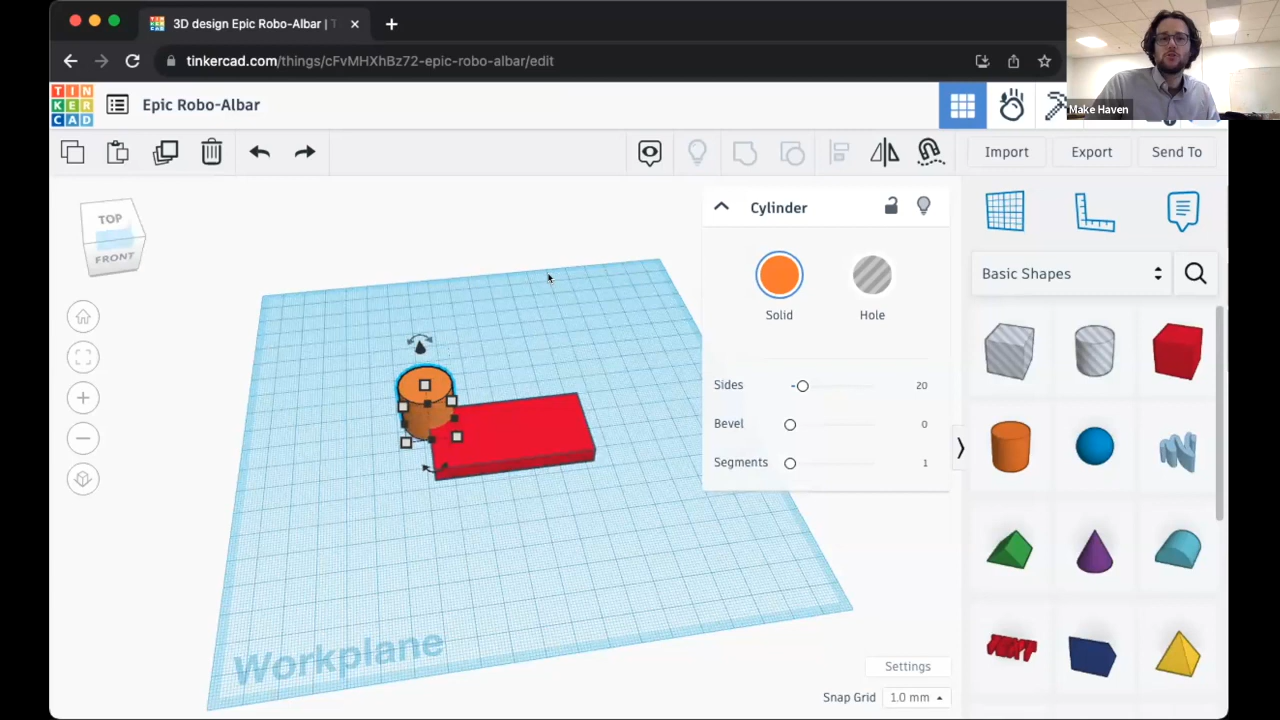 3D design Epic Robo-Albar | T
tinkercad.com/things/cFvMHXhBz72-epic-robo-albar/edit
Make Haven
TIN
KER
CAD
Epic Robo-Albar
Import
Export
Send To
TOP
FRONT
Cylinder
Solid
Hole
Sides
20
Bevel
0
Segments
1
Basic Shapes
TEXT
Workplane
Settings
Snap Grid
1.0 mm